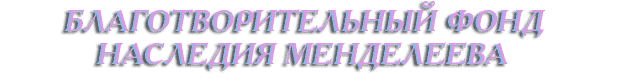 БЛАГОТВОРИТЕЛЬНЫЙ ФОНД
НАСЛЕДИЯ МЕНДЕЛЕЕВА